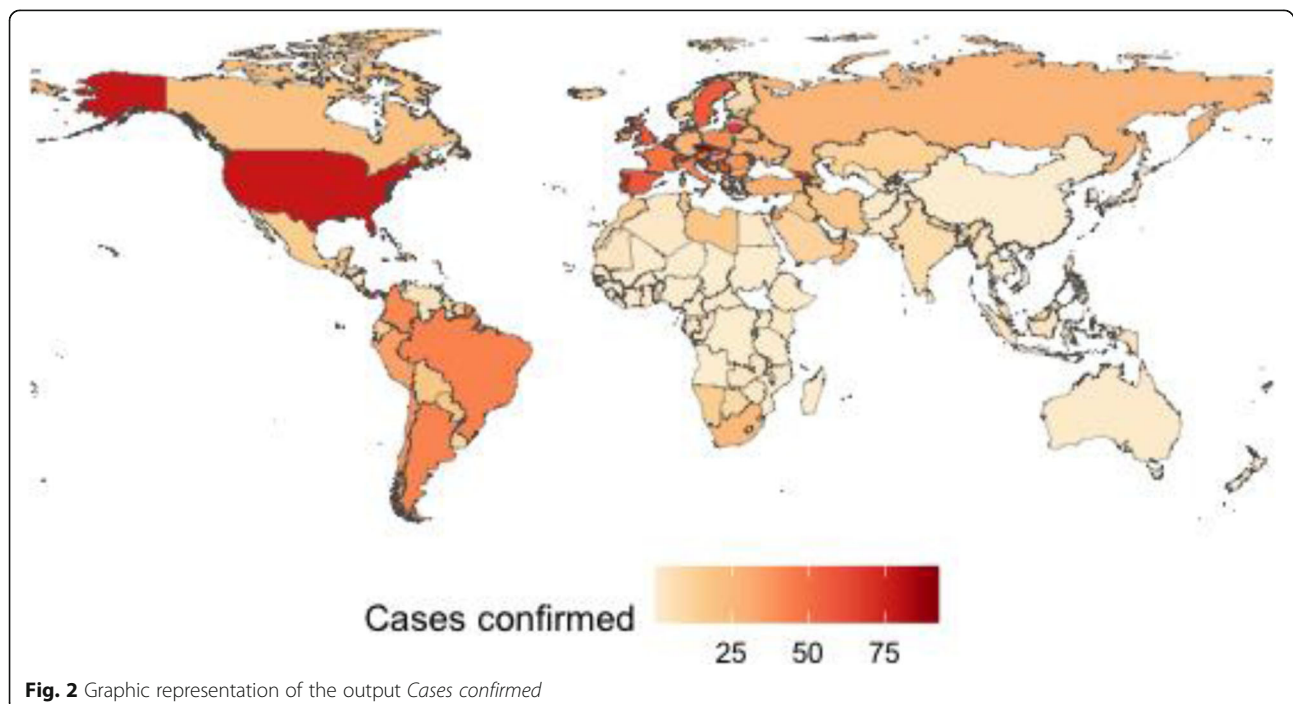 Cases confirmed
25 50 75
Fig. 2 Graphic representation of the output Cases confirmed